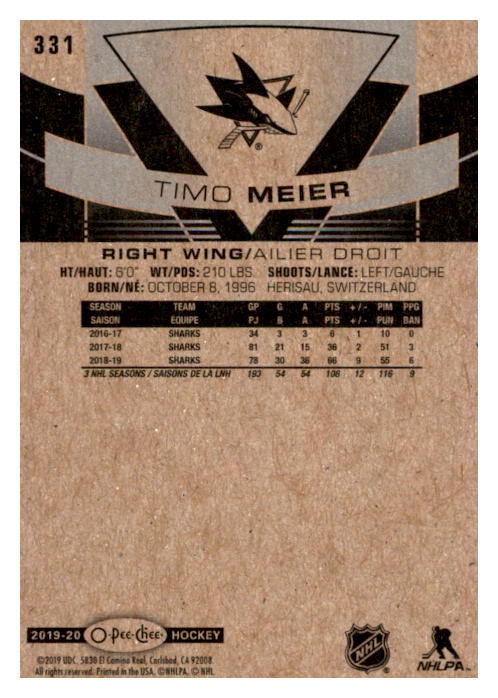 331
TIMO MEIER
RIGHT WING/AILIER DROIT
HT/HAUT: 6'0" WT/PDS: 210 LBS. SHOOTS/LANCE: LEFT/GAUCHE
BORN/NÉ: OCTOBER 8, 1996 HERISAU, SWITZERLAND
SEASON TEAM GP G A PTS +/- PIM PPG
SAISON ÉQUIPE PJ B A PTS +/- PUN BAN
2016-17 SHARKS 34 3 3 6 1 10 0
2017-18 SHARKS 81 21 15 36 2 51 3
2018-19 SHARKS 78 30 36 66 9 55 6
3 NHL SEASONS / SAISONS DE LA LNH 193 54 54 108 12 116 9
2019-20 O-Pee-Chee HOCKEY
©2019 UDC. 5830 El Camino Real, Carlsbad, CA 92008.
All rights reserved. Printed in the USA. ©NHLPA. © NHL
NHL
NHLPA